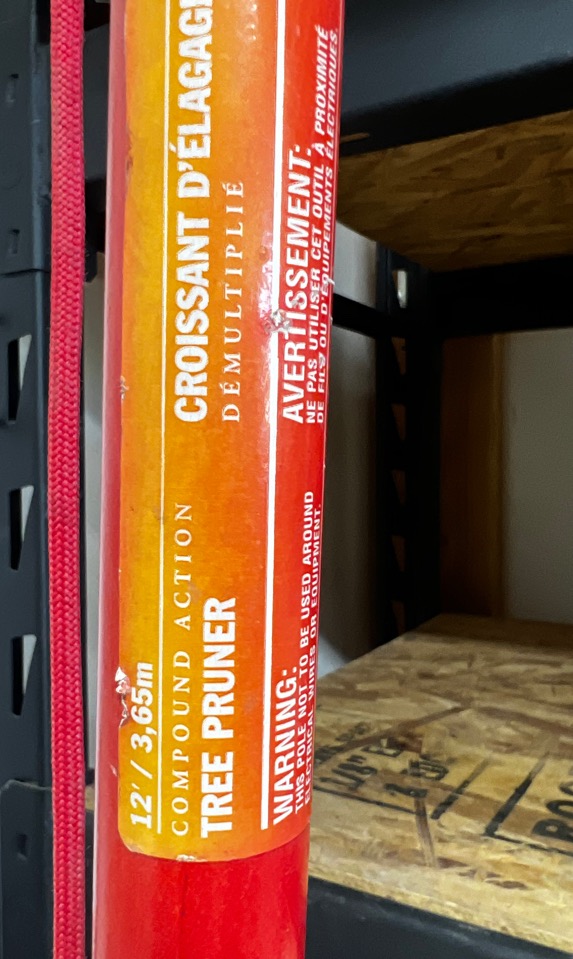 12' / 3,65m
COMPOUND ACTION
TREE PRUNER
WARNING:
THIS POLE NOT TO BE USED AROUND
ELECTRICAL WIRES OR EQUIPMENT.
CROISSANT D'ÉLAGAG
DÉMULTIPLIÉ
AVERTISSEMENT:
NE PAS UTILISER CET OUTIL À PROXIMITÉ
DE FILS OU D'ÉQUIPEMENTS ÉLECTRIQUES.